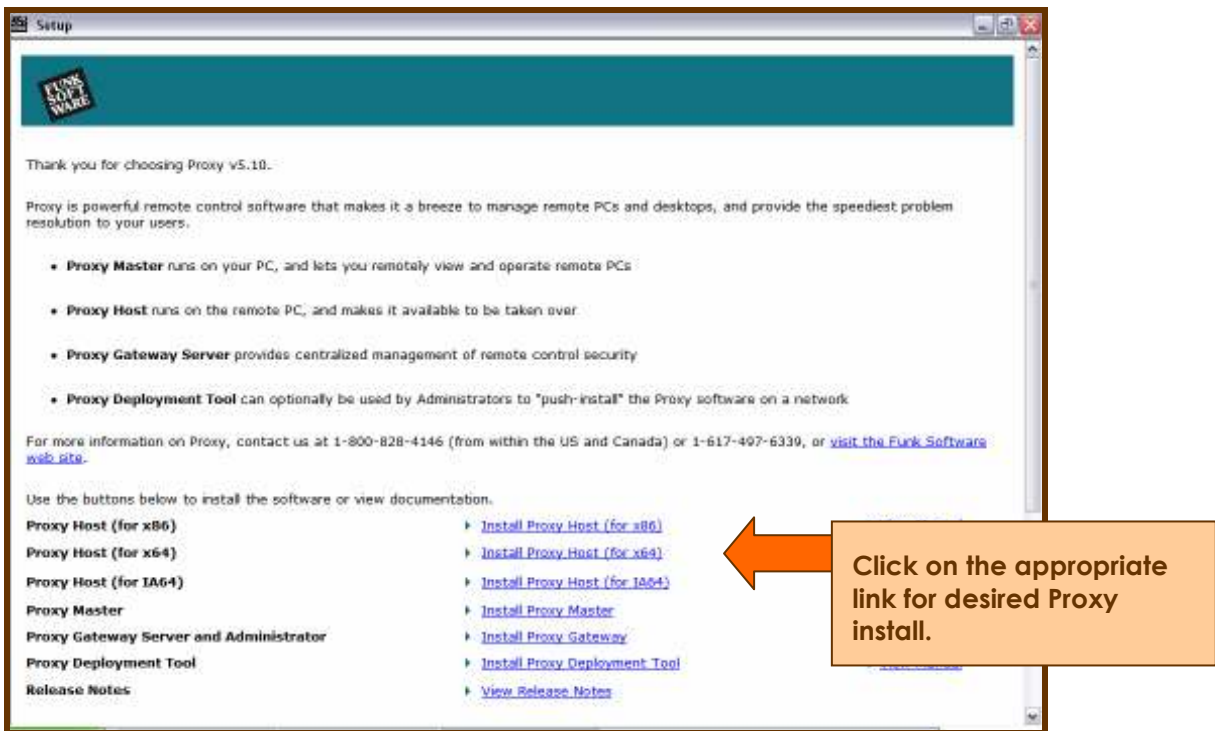 Setup
FUNK
SOFT
WARE
Thank you for choosing Proxy v5.10.
Proxy is powerful remote control software that makes it a breeze to manage remote PCs and desktops, and provide the speediest problem
resolution to your users.
• Proxy Master runs on your PC, and lets you remotely view and operate remote PCs
• Proxy Host runs on the remote PC, and makes it available to be taken over
• Proxy Gateway Server provides centralized management of remote control security
• Proxy Deployment Tool can optionally be used by Administrators to "push-install" the Proxy software on a network
For more information on Proxy, contact us at 1-800-828-4146 (from within the US and Canada) or 1-617-497-6339, or visit the Funk Software
web site.
Use the buttons below to install the software or view documentation.
Proxy Host (for x86) Install Proxy Host (for x86)
Proxy Host (for x64) Install Proxy Host (for x64)
Proxy Host (for IA64) Install Proxy Host (for IA64)
Proxy Master Install Proxy Master
Proxy Gateway Server and Administrator Install Proxy Gateway
Proxy Deployment Tool Install Proxy Deployment Tool
Release Notes View Release Notes
Click on the appropriate
link for desired Proxy
install.